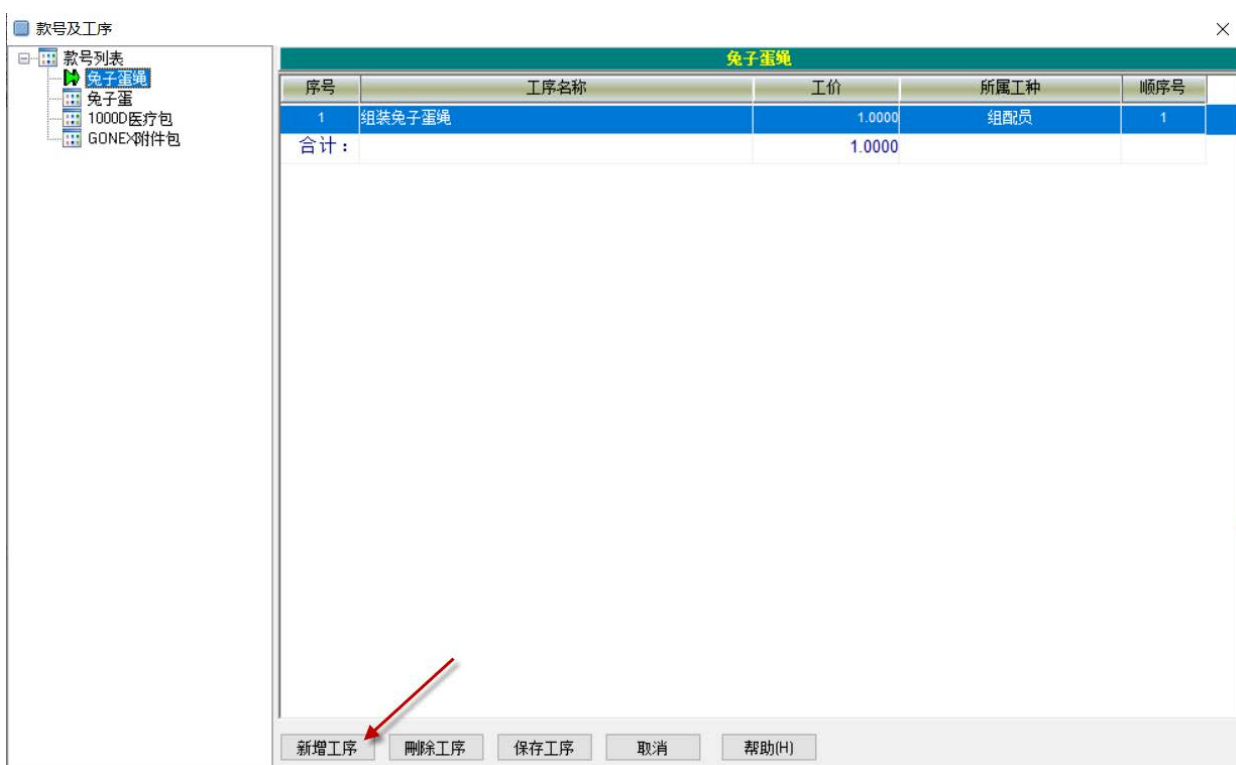 款号及工序
款号列表
兔子蛋绳
兔子蛋
1000D医疗包
GONEX附件包
兔子蛋绳
序号 工序名称 工价 所属工种 顺序号
1 组装兔子蛋绳 1.0000 组配员 1
合计： 1.0000
新增工序 删除工序 保存工序 取消 帮助(H)